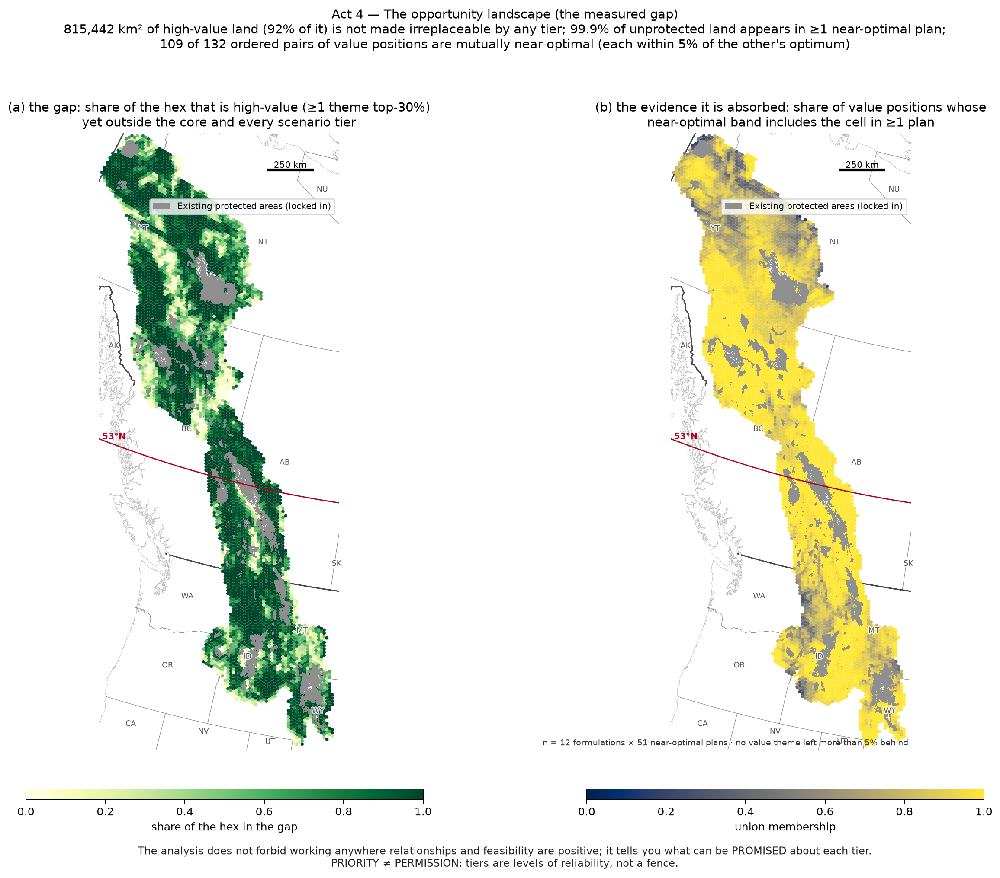 Act 4 — The opportunity landscape (the measured gap)
815,442 km² of high-value land (92% of it) is not made irreplaceable by any tier; 99.9% of unprotected land appears in ≥1 near-optimal plan;
109 of 132 ordered pairs of value positions are mutually near-optimal (each within 5% of the other's optimum)
(a) the gap: share of the hex that is high-value (≥1 theme top-30%)
yet outside the core and every scenario tier
250 km
NU
Existing protected areas (locked in)
YT
NT
AK
BC
53°N
AB
SK
WA
MT
ID
OR
WY
CA
NV
UT
0.0 0.2 0.4 0.6 0.8 1.0
share of the hex in the gap
(b) the evidence it is absorbed: share of value positions whose
near-optimal band includes the cell in ≥1 plan
250 km
NU
Existing protected areas (locked in)
YT
NT
AK
BC
53°N
AB
SK
WA
MT
ID
OR
WY
CA
NV
UT
n = 12 formulations × 51 near-optimal plans · no value theme left more than 5% behind
0.0 0.2 0.4 0.6 0.8 1.0
union membership
The analysis does not forbid working anywhere relationships and feasibility are positive; it tells you what can be PROMISED about each tier.
PRIORITY ≠ PERMISSION: tiers are levels of reliability, not a fence.